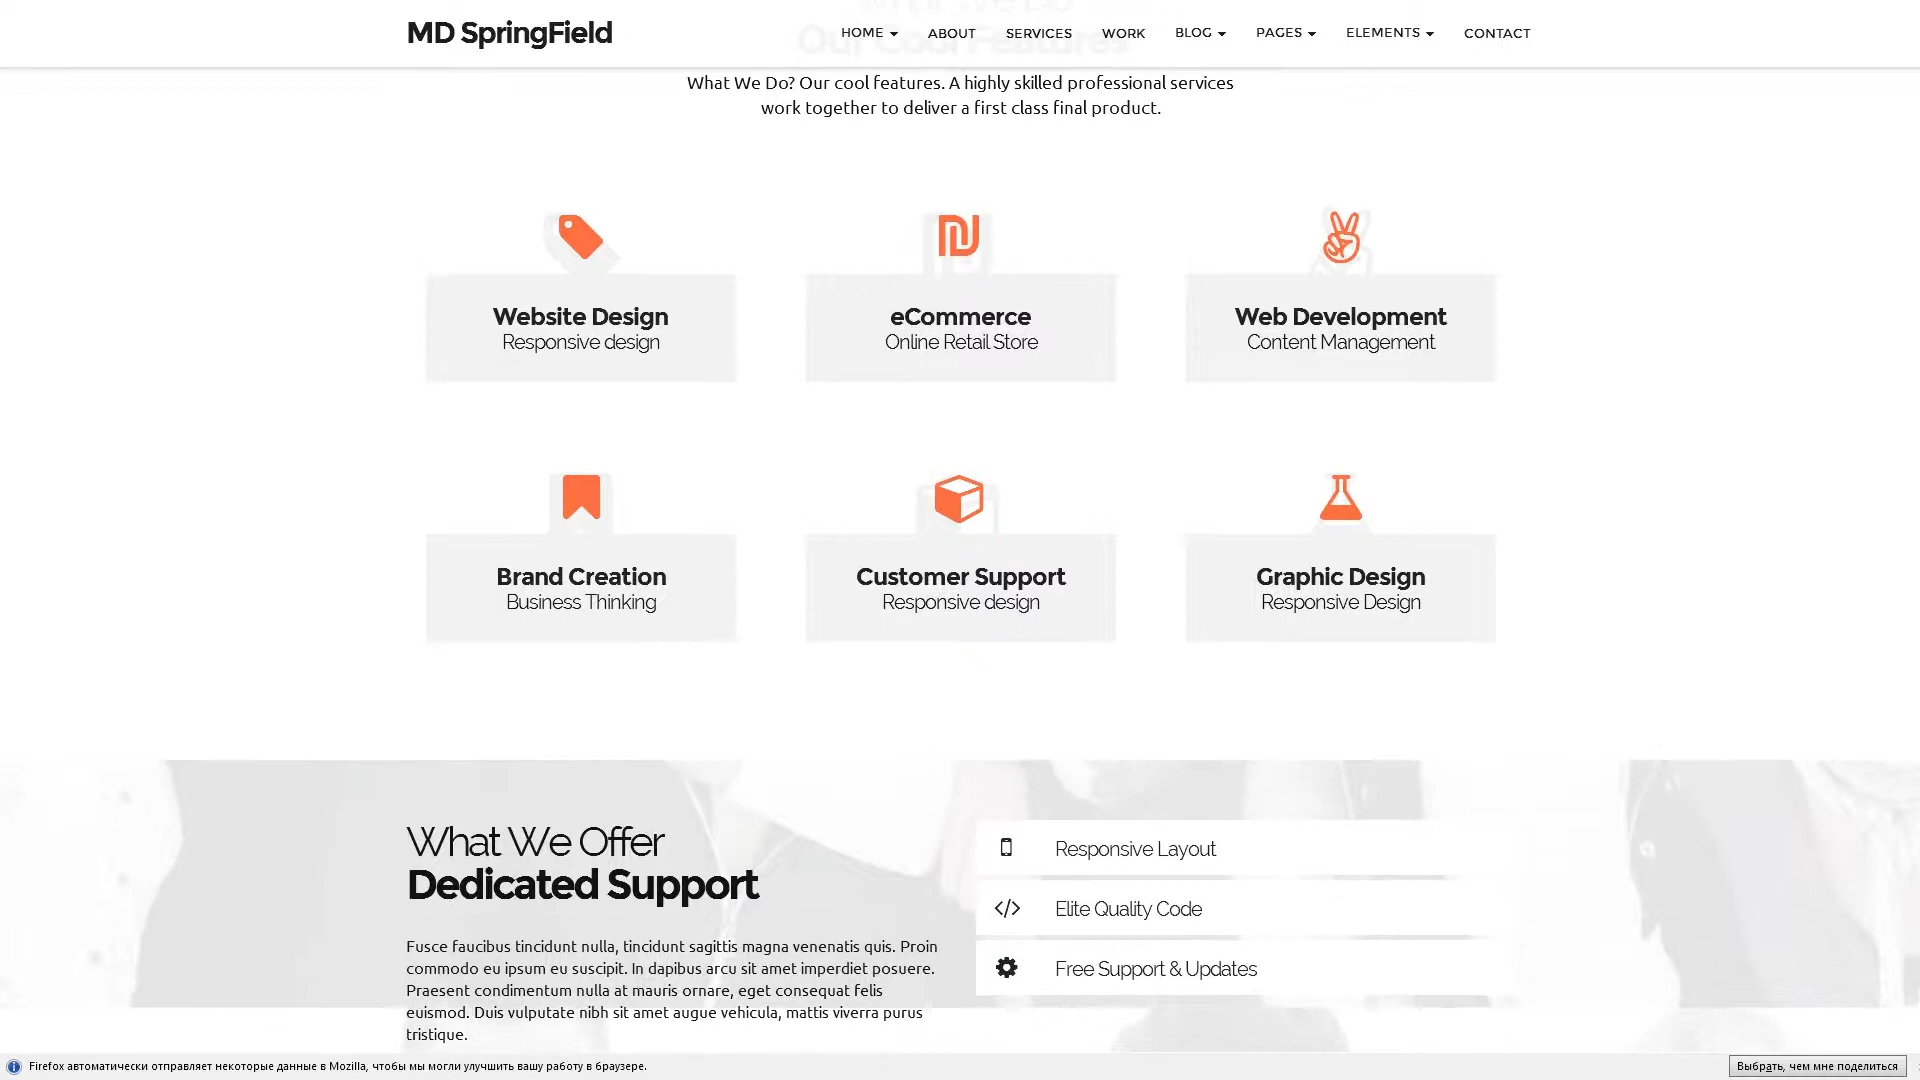 MD SpringField
HOME ABOUT SERVICES WORK BLOG PAGES ELEMENTS CONTACT
Our Cool Features
What We Do? Our cool features. A highly skilled professional services
work together to deliver a first class final product.
Website Design
Responsive design
eCommerce
Online Retail Store
Web Development
Content Management
Brand Creation
Business Thinking
Customer Support
Responsive design
Graphic Design
Responsive Design
What We Offer
Dedicated Support
Fusce faucibus tincidunt nulla, tincidunt sagittis magna venenatis quis. Proin
commodo eu ipsum eu suscipit. In dapibus arcu sit amet imperdiet posuere.
Praesent condimentum nulla at mauris ornare, eget consequat felis
euismod. Duis vulputate nibh sit amet augue vehicula, mattis viverra purus
tristique.
Responsive Layout
Elite Quality Code
Free Support & Updates
Firefox автоматически отправляет некоторые данные в Mozilla, чтобы мы могли улучшить вашу работу в браузере.
Выбрать, чем мне поделиться